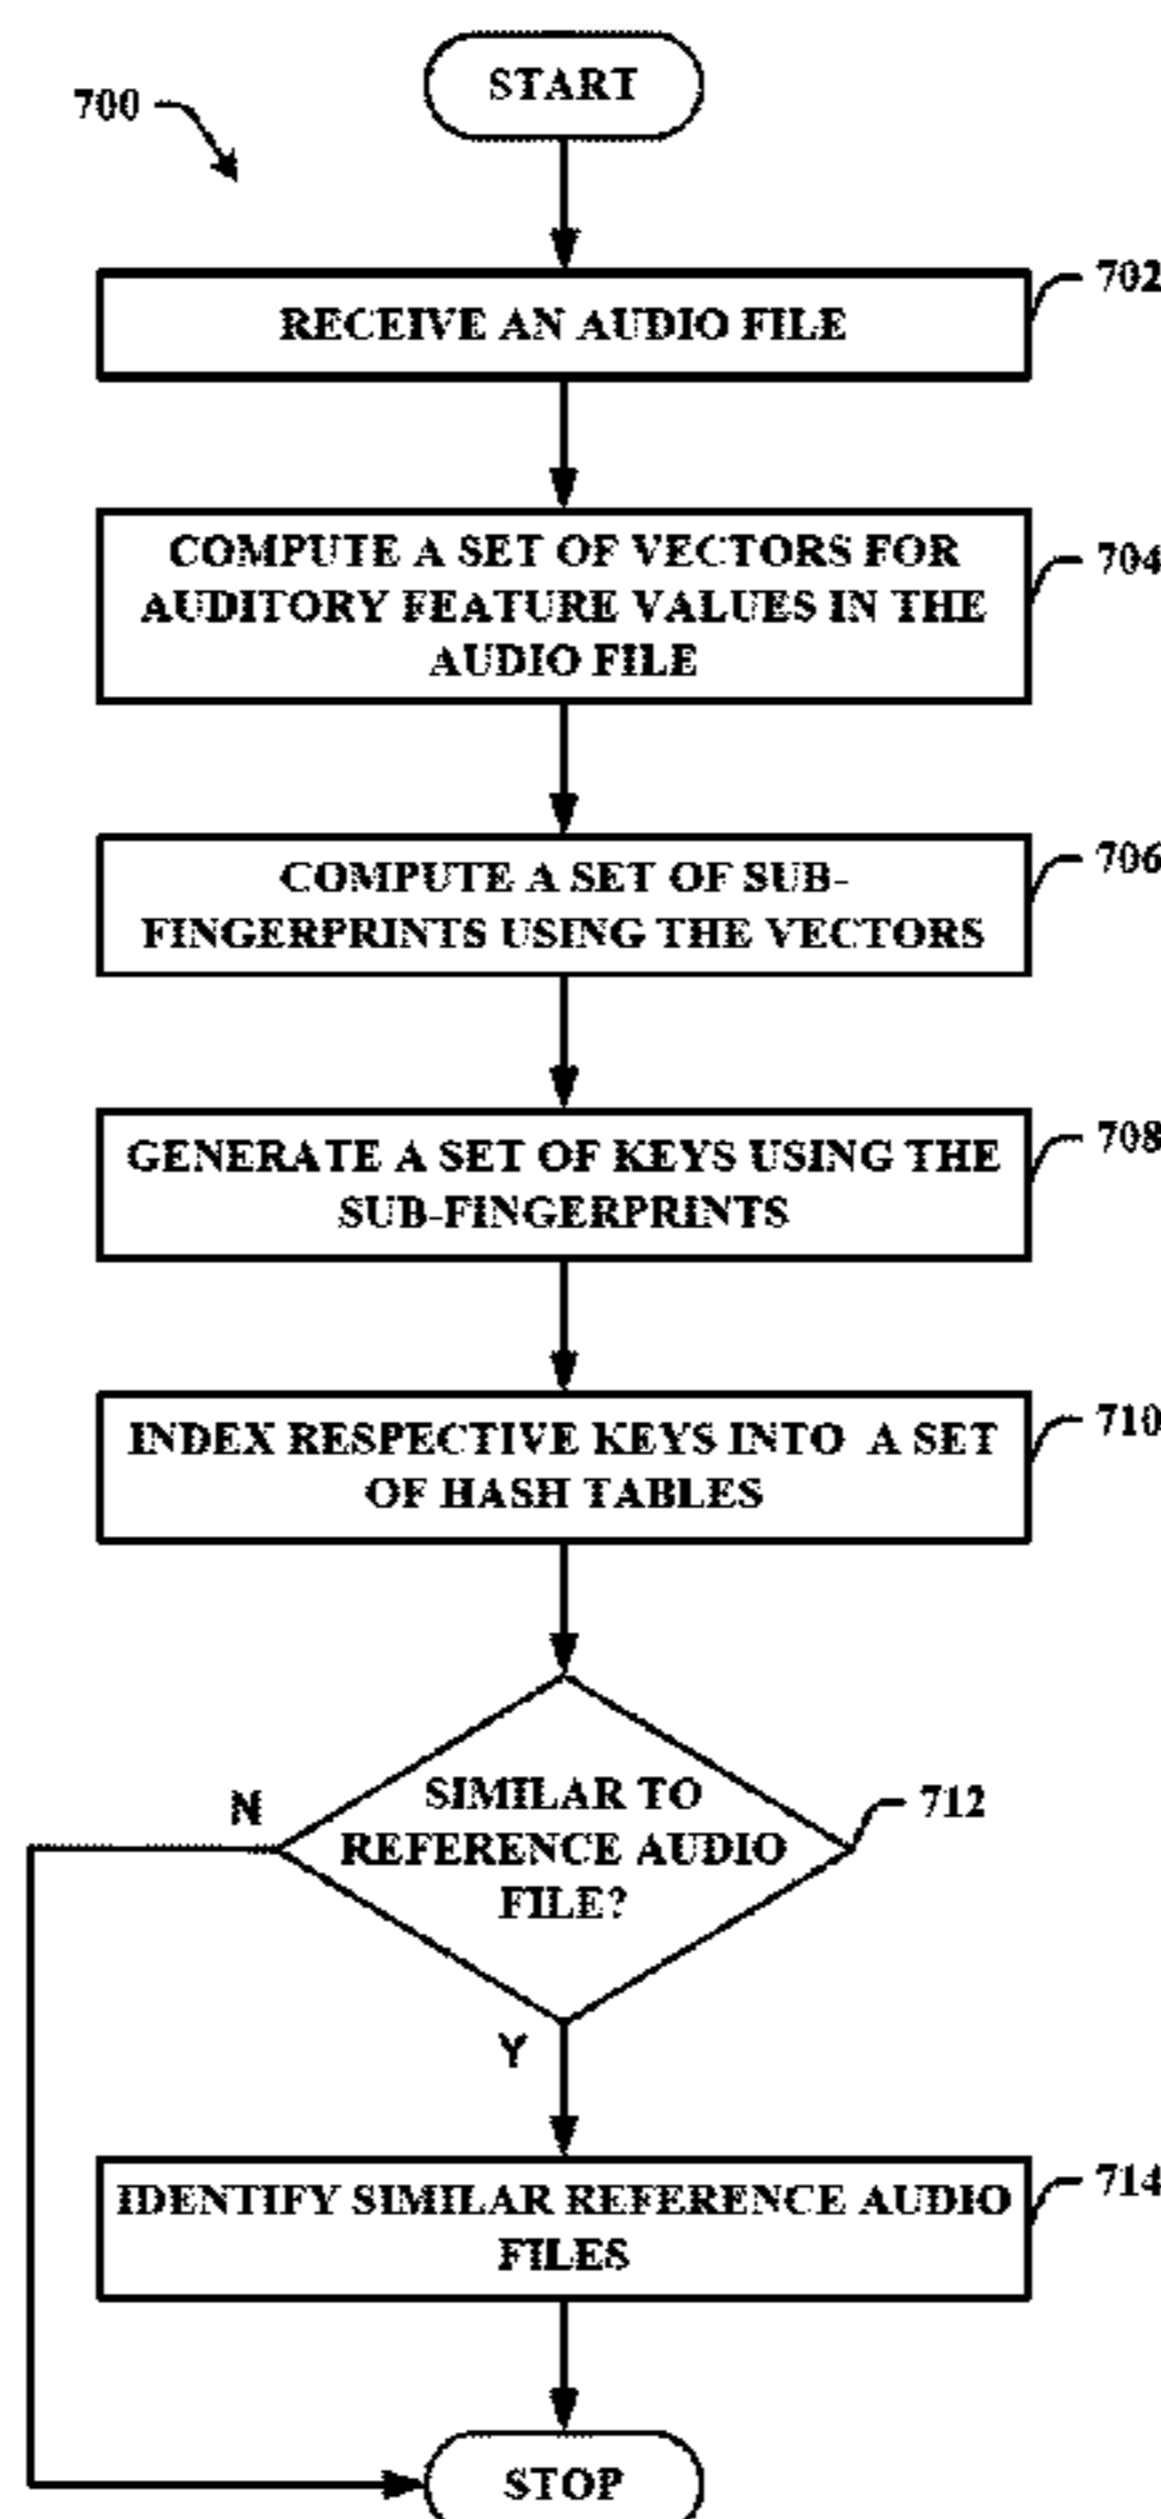 START
700
702
RECEIVE AN AUDIO FILE
COMPUTE A SET OF VECTORS FOR
704
AUDITORY FEATURE VALUES IN THE
AUDIO FILE
706
COMPUTE A SET OF SUB-
FINGERPRINTS USING THE VECTORS
708
GENERATE A SET OF KEYS USING THE
SUB-FINGERPRINTS
710
INDEX RESPECTIVE KEYS INTO A SET
OF HASH TABLES
N
SIMILAR TO
712
REFERENCE AUDIO
FILE?
Y
714
IDENTIFY SIMILAR REFERENCE AUDIO
FILES
STOP